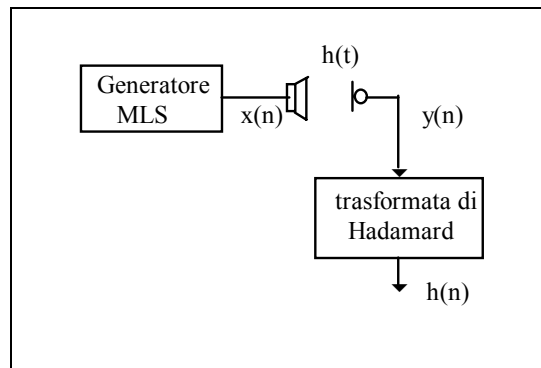 h(t)
Generatore
MLS
x(n)
y(n)
trasformata di
Hadamard
h(n)